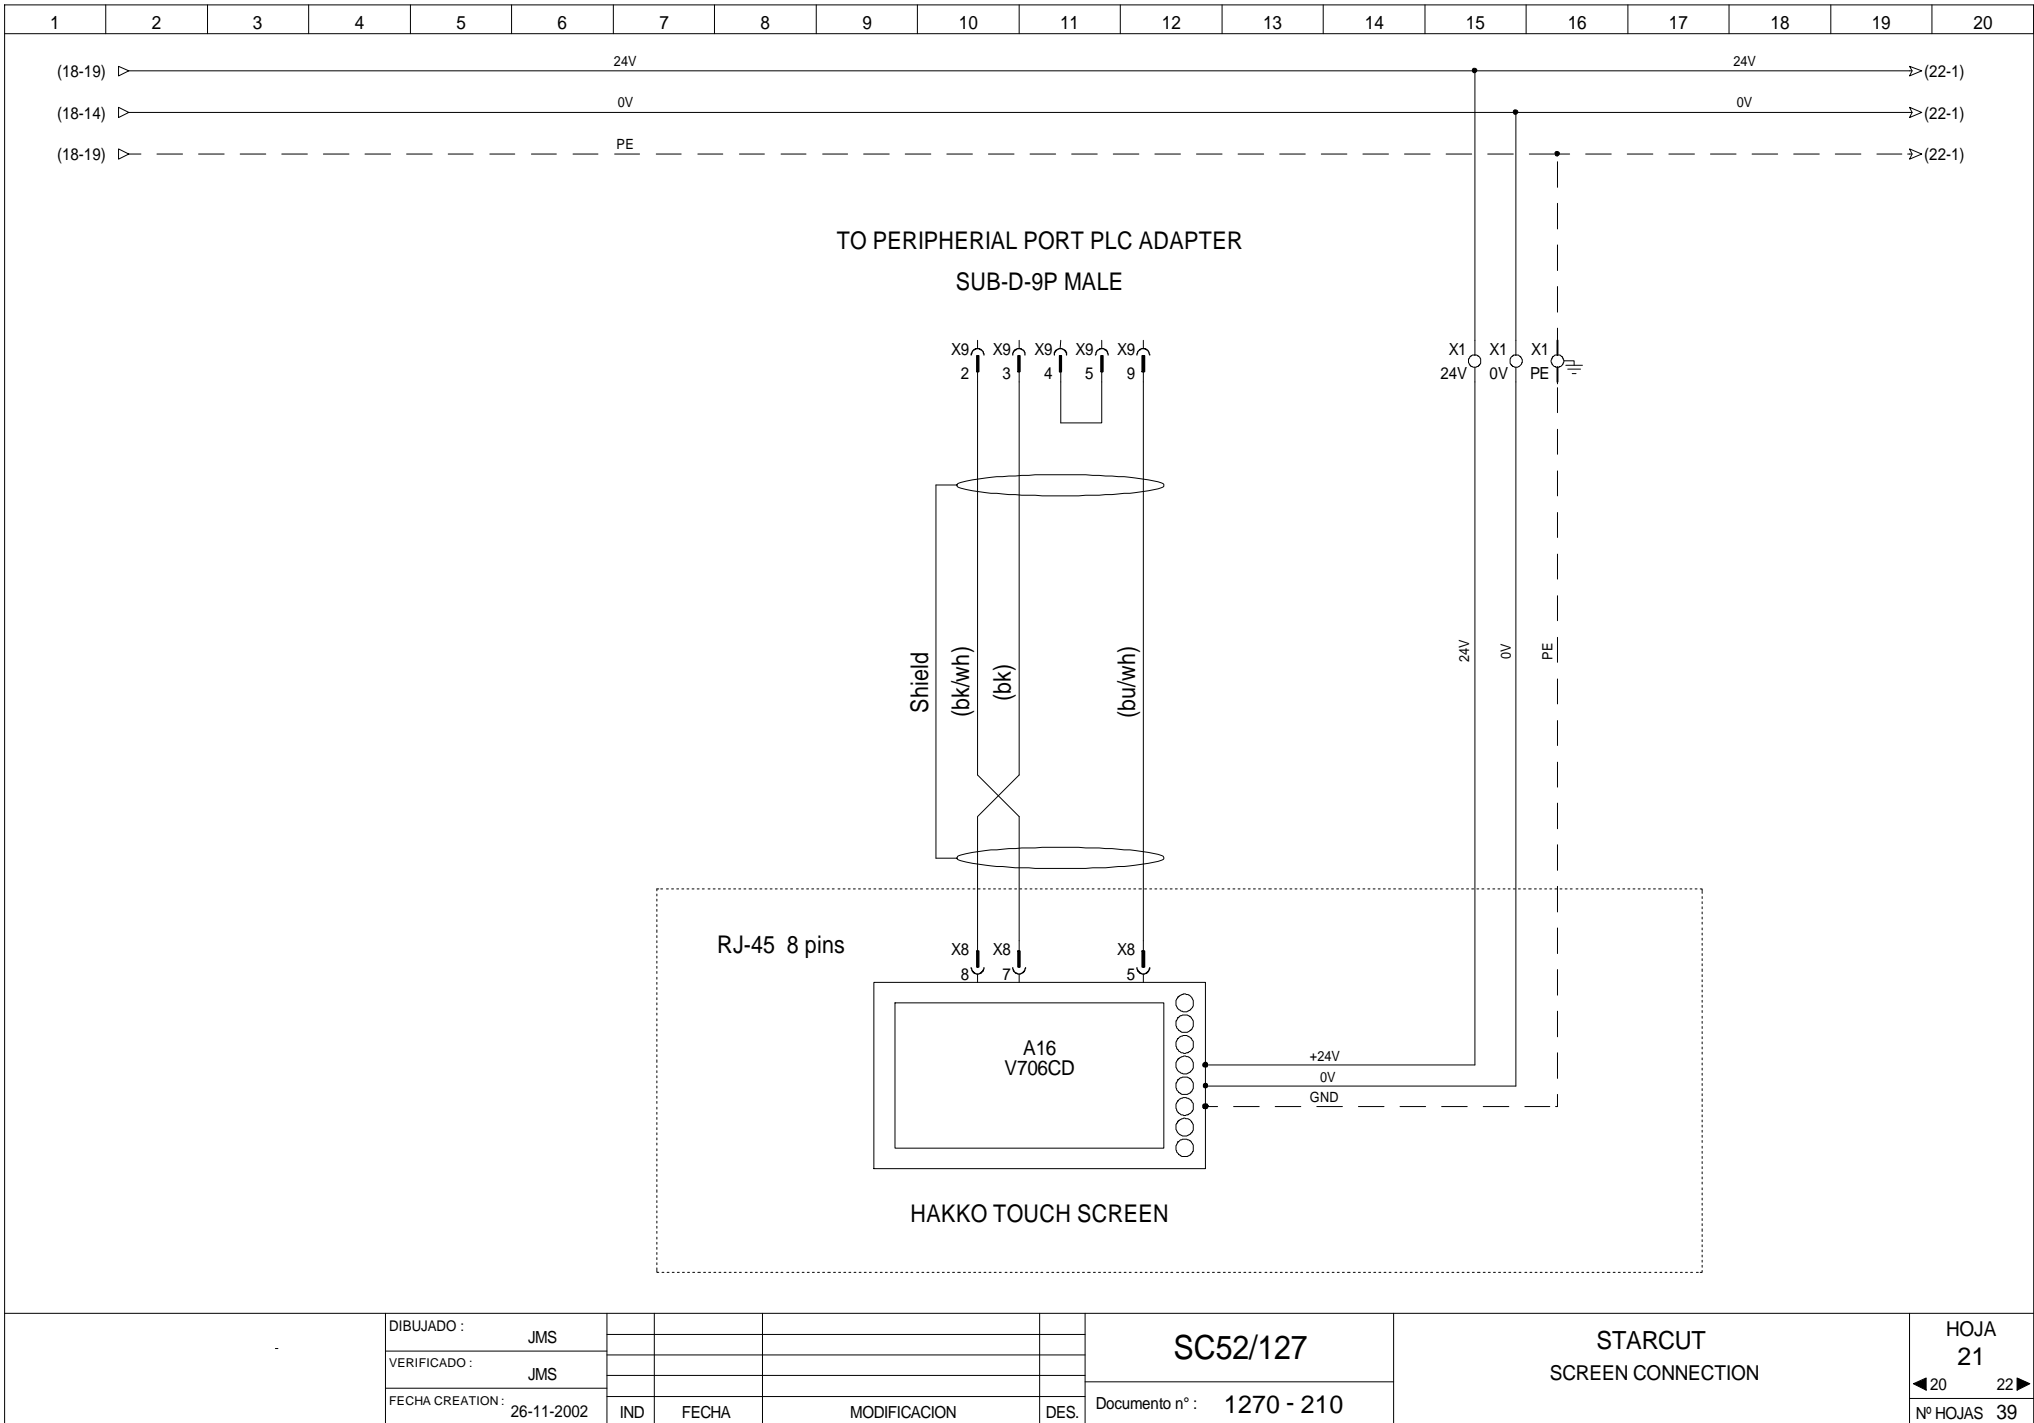 1 2 3 4 5 6 7 8 9 10 11 12 13 14 15 16 17 18 19 20
(18-19) 24V 24V (22-1)
(18-14) 0V 0V (22-1)
(18-19) PE (22-1)
TO PERIPHERIAL PORT PLC ADAPTER
SUB-D-9P MALE
X9 X9 X9 X9 X9 X1 X1 X1
2 3 4 5 9 24V 0V PE
Shield (bk/wh) (bk) (bu/wh) 24V 0V PE
RJ-45 8 pins
X8 X8 X8
8 7 5
A16
V706CD
+24V
0V
GND
HAKKO TOUCH SCREEN
-
DIBUJADO : JMS
VERIFICADO : JMS
FECHA CREATION : 26-11-2002
IND FECHA MODIFICACION DES.
SC52/127
Documento n° : 1270 - 210
STARCUT
SCREEN CONNECTION
HOJA
21
20 22
Nº HOJAS 39